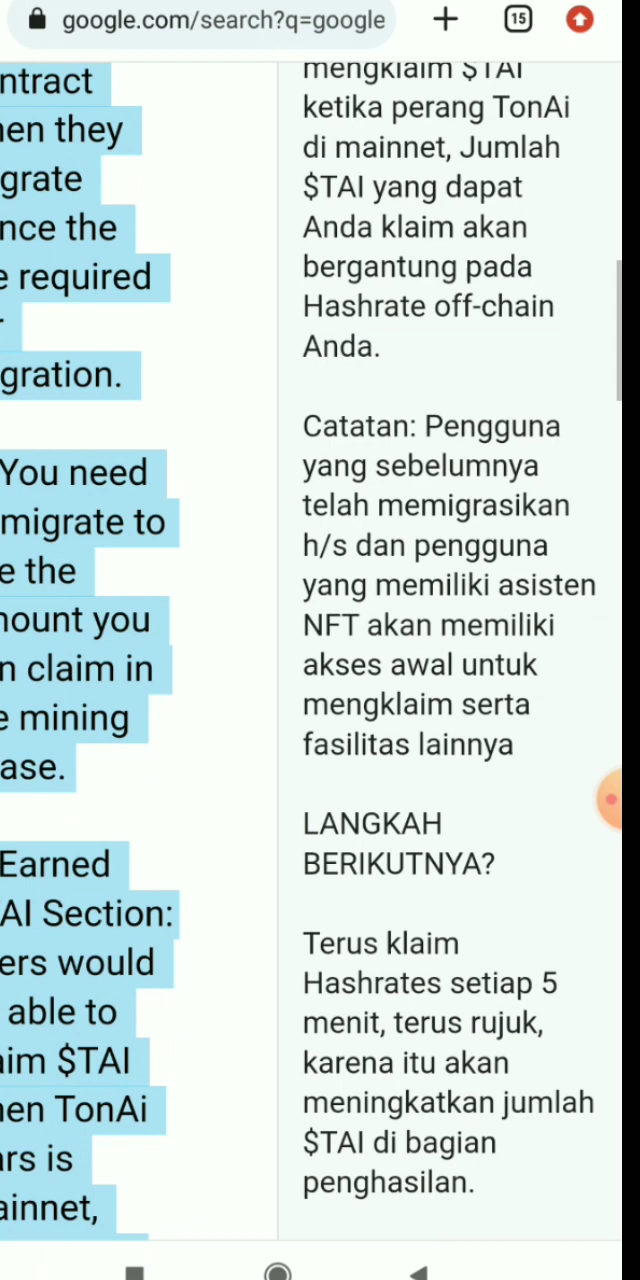 google.com/search?q=google
15
ntract
hen they
grate
nce the
e required
r
gration.
You need
migrate to
e the
mount you
n claim in
e mining
ase.
Earned
AI Section:
ers would
able to
aim $TAI
hen TonAi
ars is
ainnet,
mengklaim $TAI
ketika perang TonAi
di mainnet, Jumlah
$TAI yang dapat
Anda klaim akan
bergantung pada
Hashrate off-chain
Anda.
Catatan: Pengguna
yang sebelumnya
telah memigrasikan
h/s dan pengguna
yang memiliki asisten
NFT akan memiliki
akses awal untuk
mengklaim serta
fasilitas lainnya
LANGKAH
BERIKUTNYA?
Terus klaim
Hashrates setiap 5
menit, terus rujuk,
karena itu akan
meningkatkan jumlah
$TAI di bagian
penghasilan.